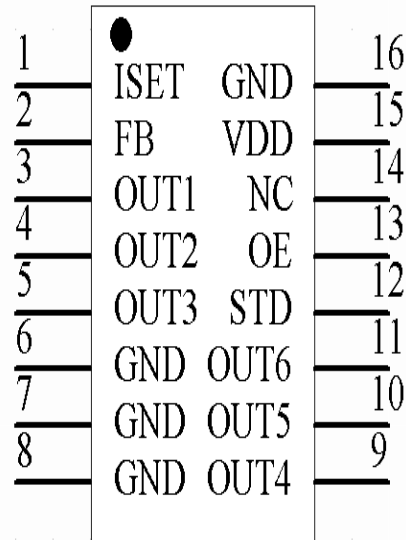 1 ISET GND 16
2 FB VDD 15
3 OUT1 NC 14
4 OUT2 OE 13
5 OUT3 STD 12
6 GND OUT6 11
7 GND OUT5 10
8 GND OUT4 9